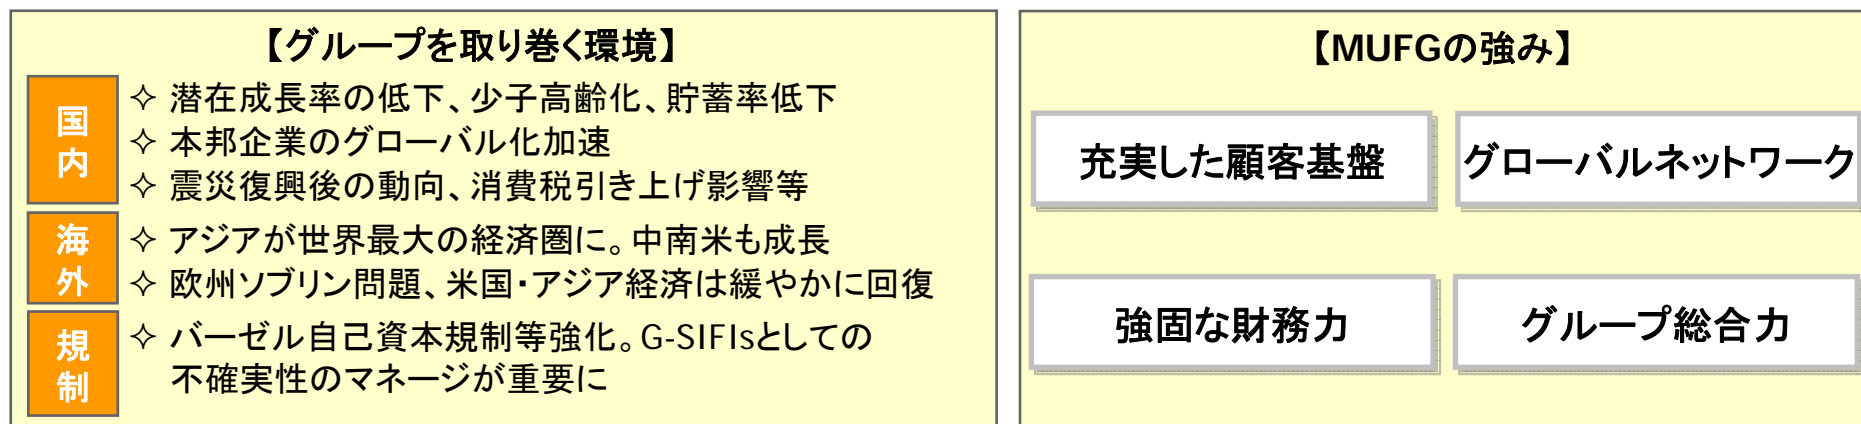 【グループを取り巻く環境】
国内
✧ 潜在成長率の低下、少子高齢化、貯蓄率低下
✧ 本邦企業のグローバル化加速
✧ 震災復興後の動向、消費税引き上げ影響等
海外
✧ アジアが世界最大の経済圏に。中南米も成長
✧ 欧州ソブリン問題、米国・アジア経済は緩やかに回復
規制
✧ バーゼル自己資本規制等強化。G-SIFIsとしての
不確実性のマネージが重要に
【MUFGの強み】
充実した顧客基盤
グローバルネットワーク
強固な財務力
グループ総合力